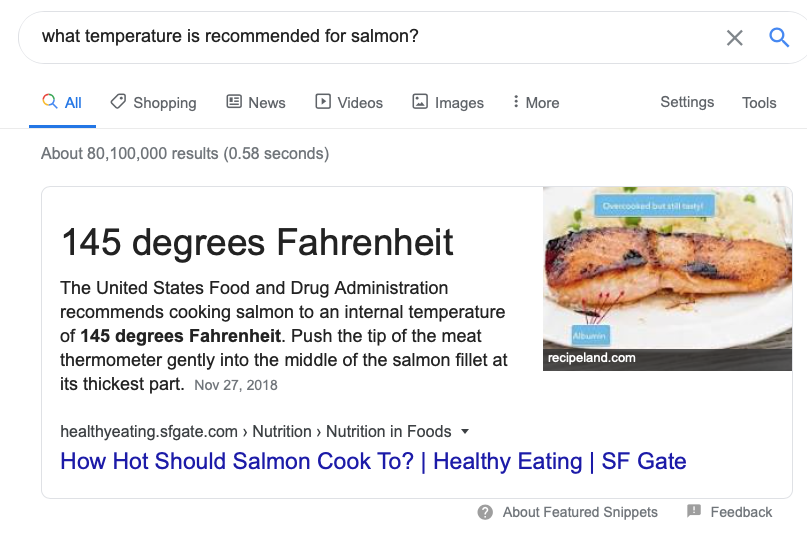 what temperature is recommended for salmon?
All Shopping News Videos Images More Settings Tools
About 80,100,000 results (0.58 seconds)
145 degrees Fahrenheit
The United States Food and Drug Administration
recommends cooking salmon to an internal temperature
of 145 degrees Fahrenheit. Push the tip of the meat
thermometer gently into the middle of the salmon fillet at
its thickest part. Nov 27, 2018
Overcooked but still tasty!
Albumin
recipeland.com
healthyeating.sfgate.com › Nutrition › Nutrition in Foods
How Hot Should Salmon Cook To? | Healthy Eating | SF Gate
About Featured Snippets Feedback